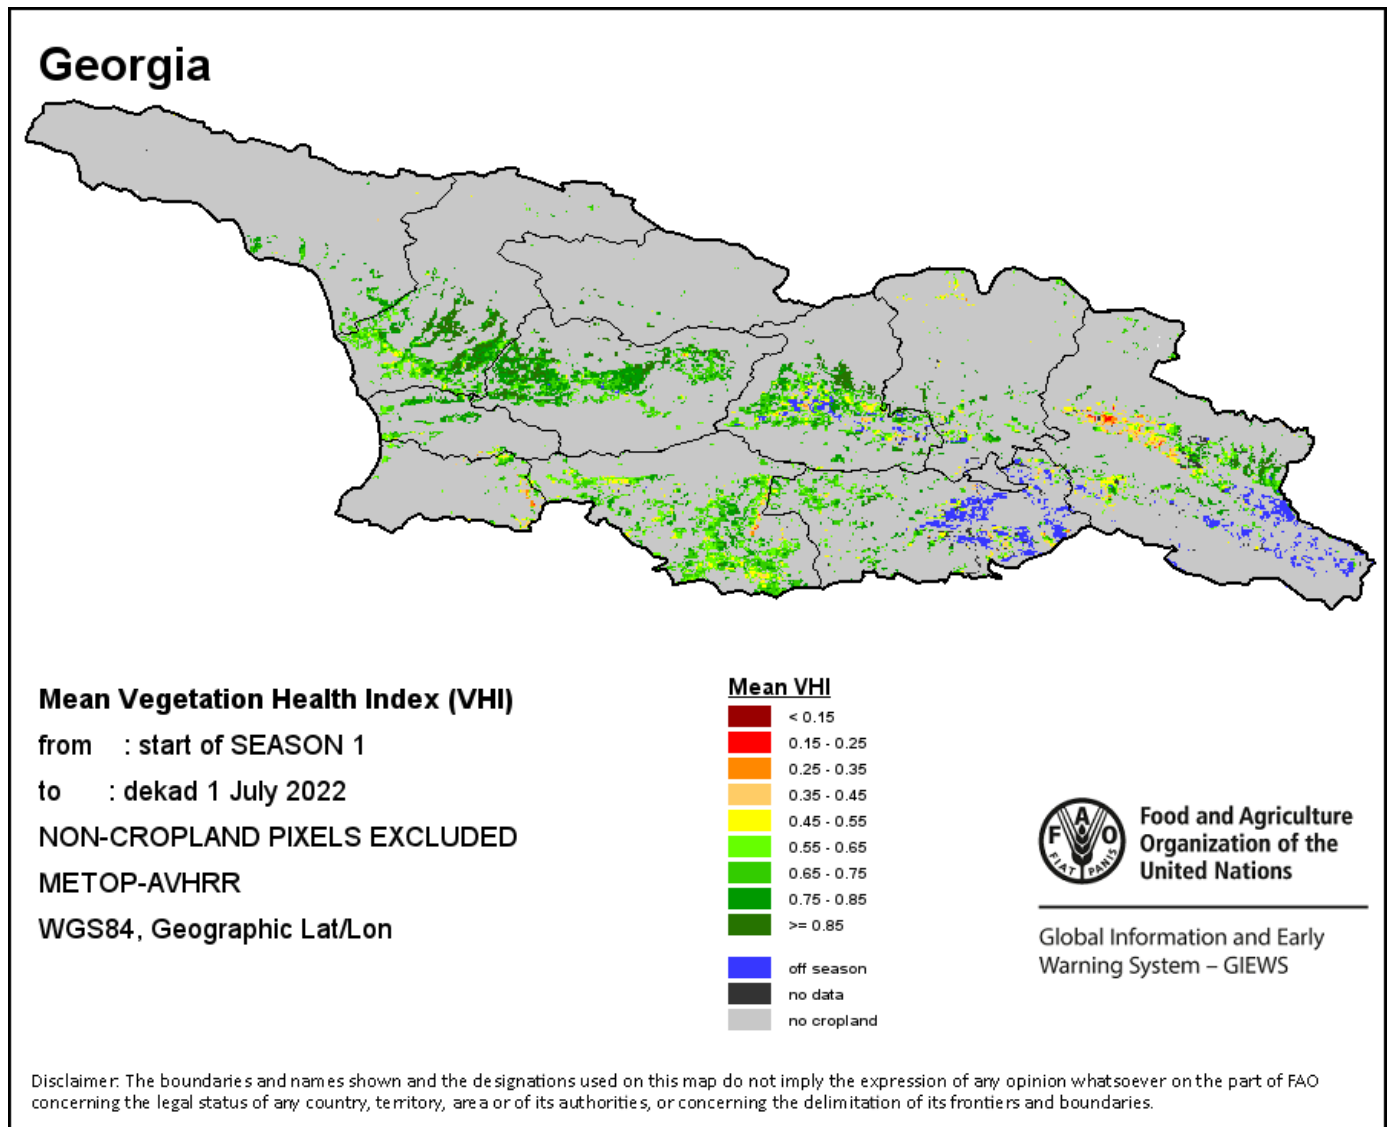 Georgia
Mean Vegetation Health Index (VHI)
from : start of SEASON 1
to : dekad 1 July 2022
NON-CROPLAND PIXELS EXCLUDED
METOP-AVHRR
WGS84, Geographic Lat/Lon
Mean VHI
< 0.15
0.15 - 0.25
0.25 - 0.35
0.35 - 0.45
0.45 - 0.55
0.55 - 0.65
0.65 - 0.75
0.75 - 0.85
>= 0.85
off season
no data
no cropland
F A O
FIAT PANIS
Food and Agriculture
Organization of the
United Nations
Global Information and Early
Warning System – GIEWS
Disclaimer: The boundaries and names shown and the designations used on this map do not imply the expression of any opinion whatsoever on the part of FAO
concerning the legal status of any country, territory, area or of its authorities, or concerning the delimitation of its frontiers and boundaries.